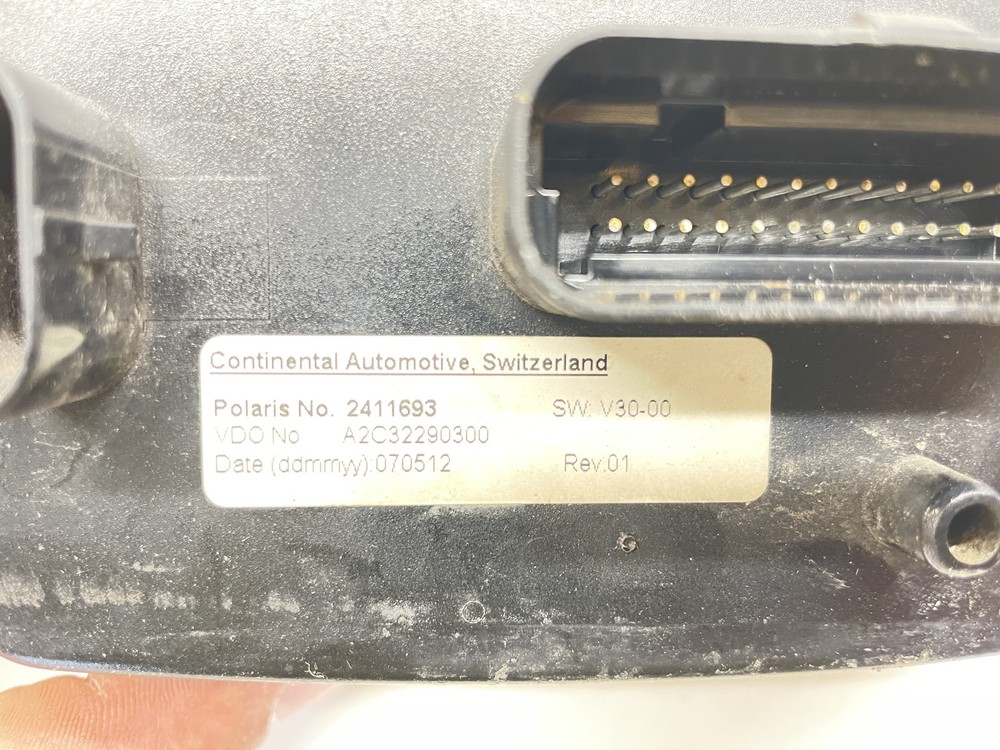 Continental Automotive, Switzerland
Polaris No. 2411693 SW: V30-00
VDO No A2C32290300
Date (ddmmyy):070512 Rev:01